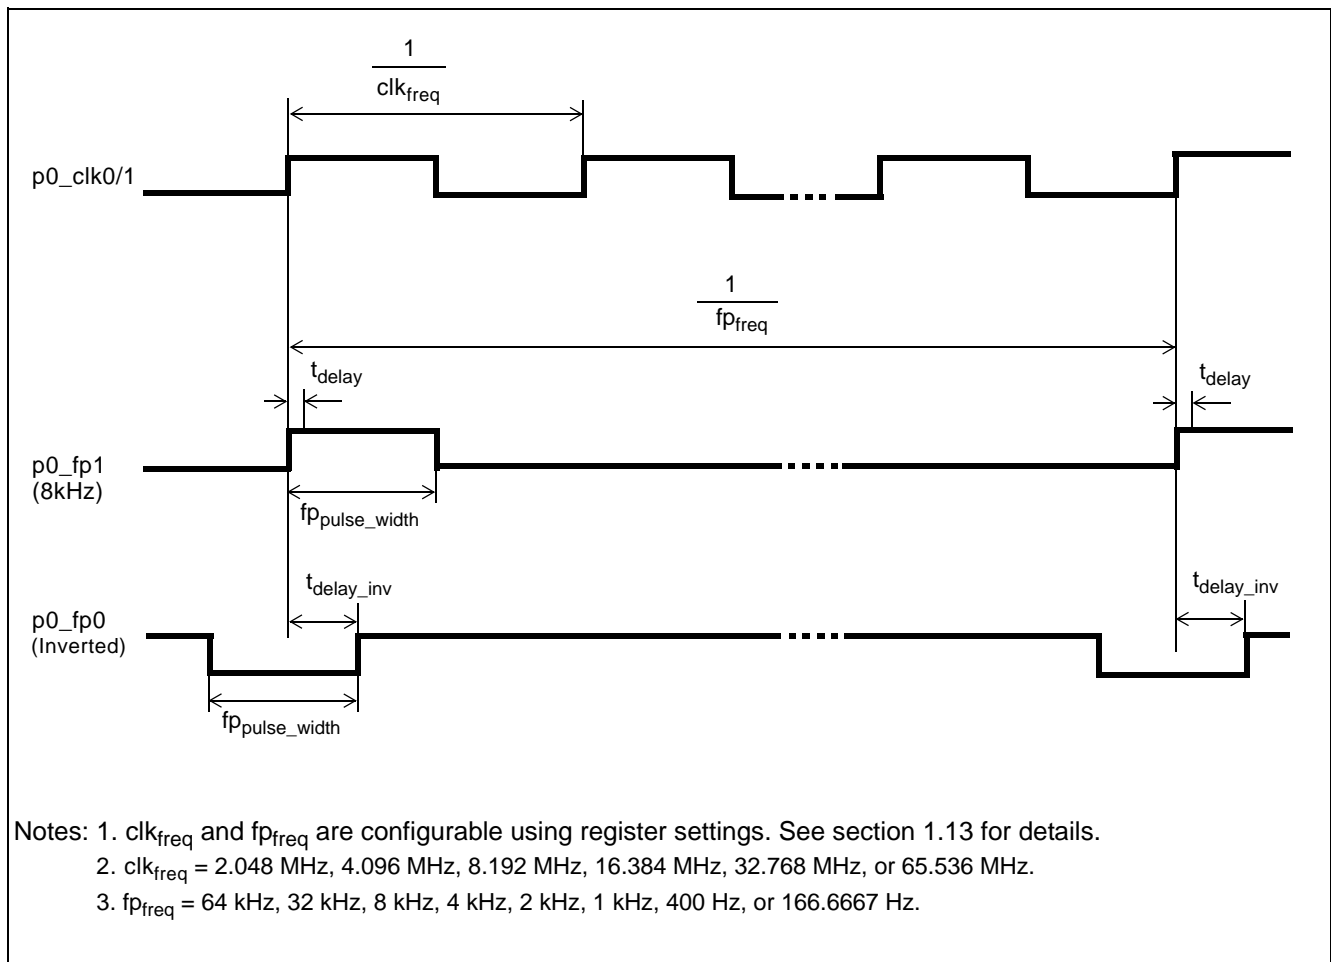 1
clkfreq
p0_clk0/1
1
fpfreq
tdelay
tdelay
p0_fp1
(8kHz)
fppulse_width
tdelay_inv
tdelay_inv
p0_fp0
(Inverted)
fppulse_width
Notes: 1. clkfreq and fpfreq are configurable using register settings. See section 1.13 for details.
2. clkfreq = 2.048 MHz, 4.096 MHz, 8.192 MHz, 16.384 MHz, 32.768 MHz, or 65.536 MHz.
3. fpfreq = 64 kHz, 32 kHz, 8 kHz, 4 kHz, 2 kHz, 1 kHz, 400 Hz, or 166.6667 Hz.